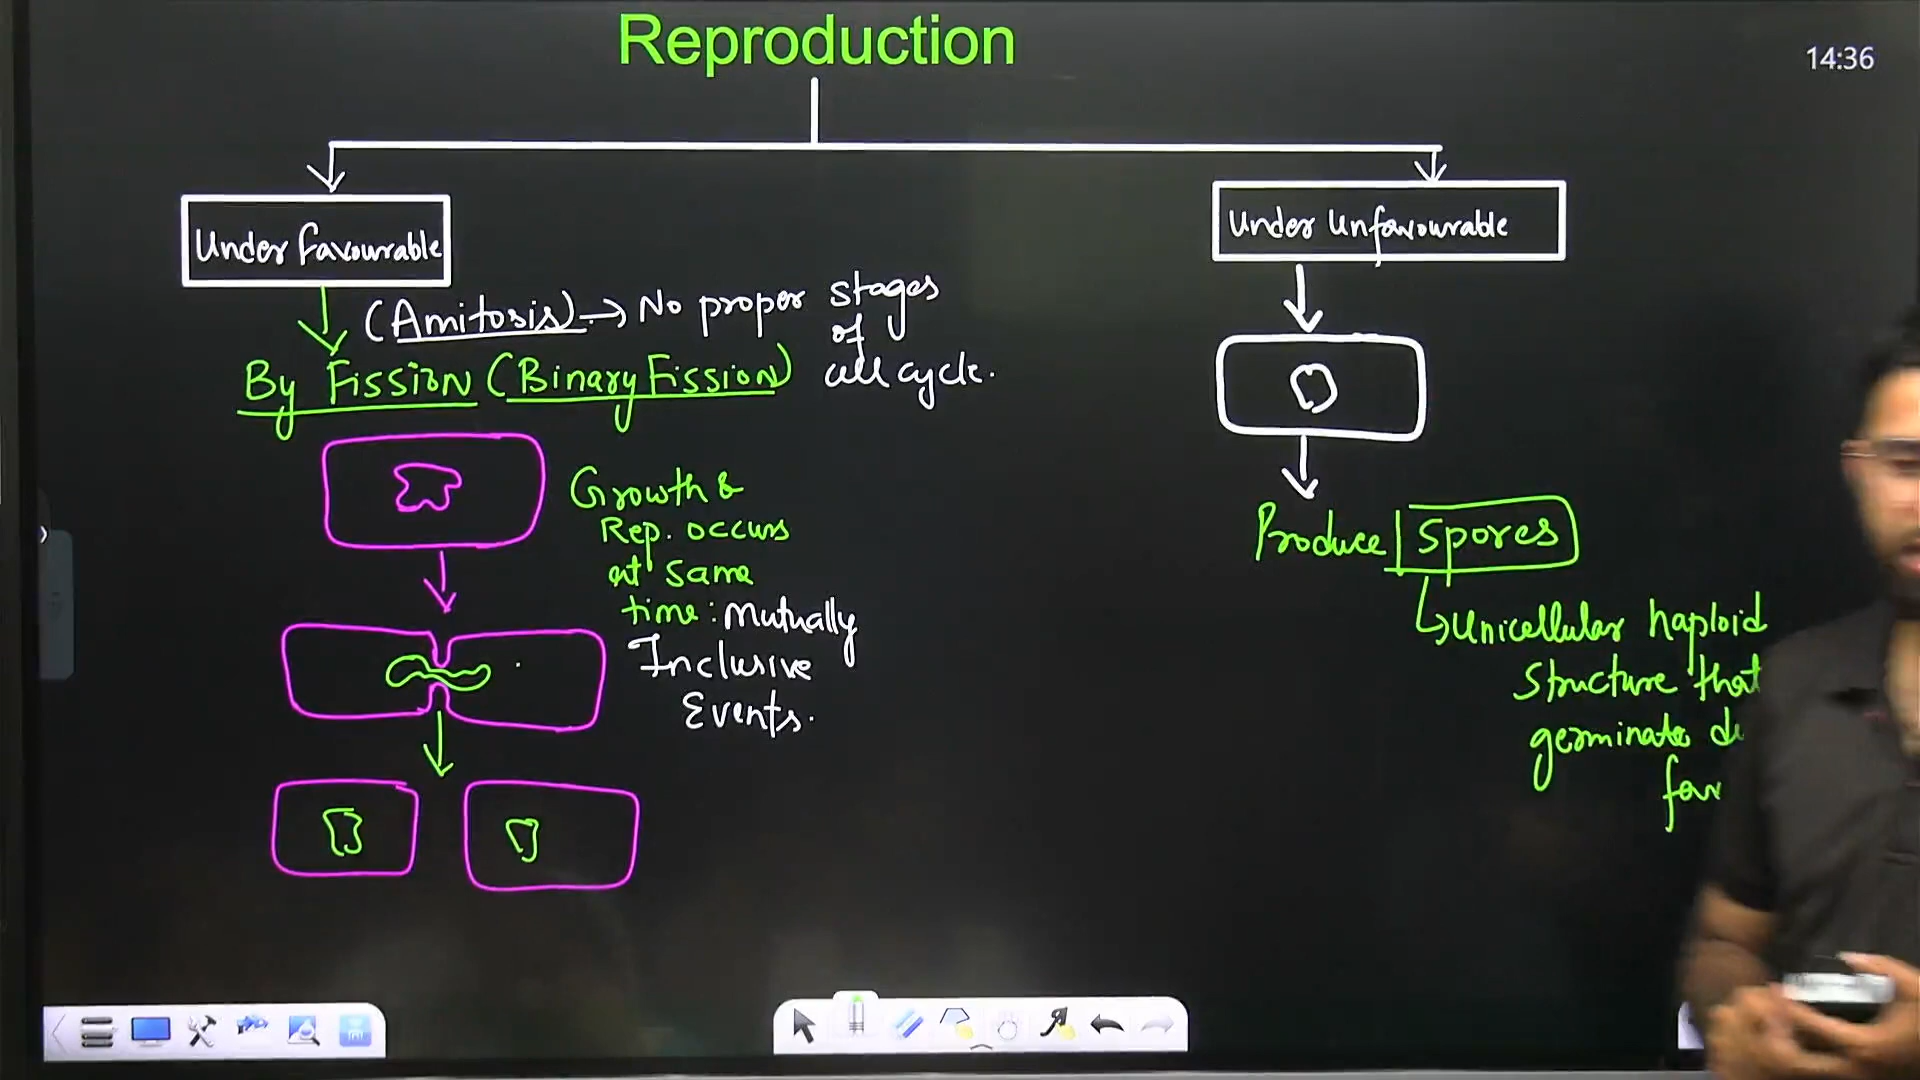 Reproduction
14:36
Under favourable
Under Unfavourable
(Amitosis) → No proper stages
of
cell cycle.
By Fission (Binary Fission)
Growth &
Rep. occurs
at same
time: Mutually
Inclusive
Events.
Produce Spores
Unicellular haploid
Structure that
germinate